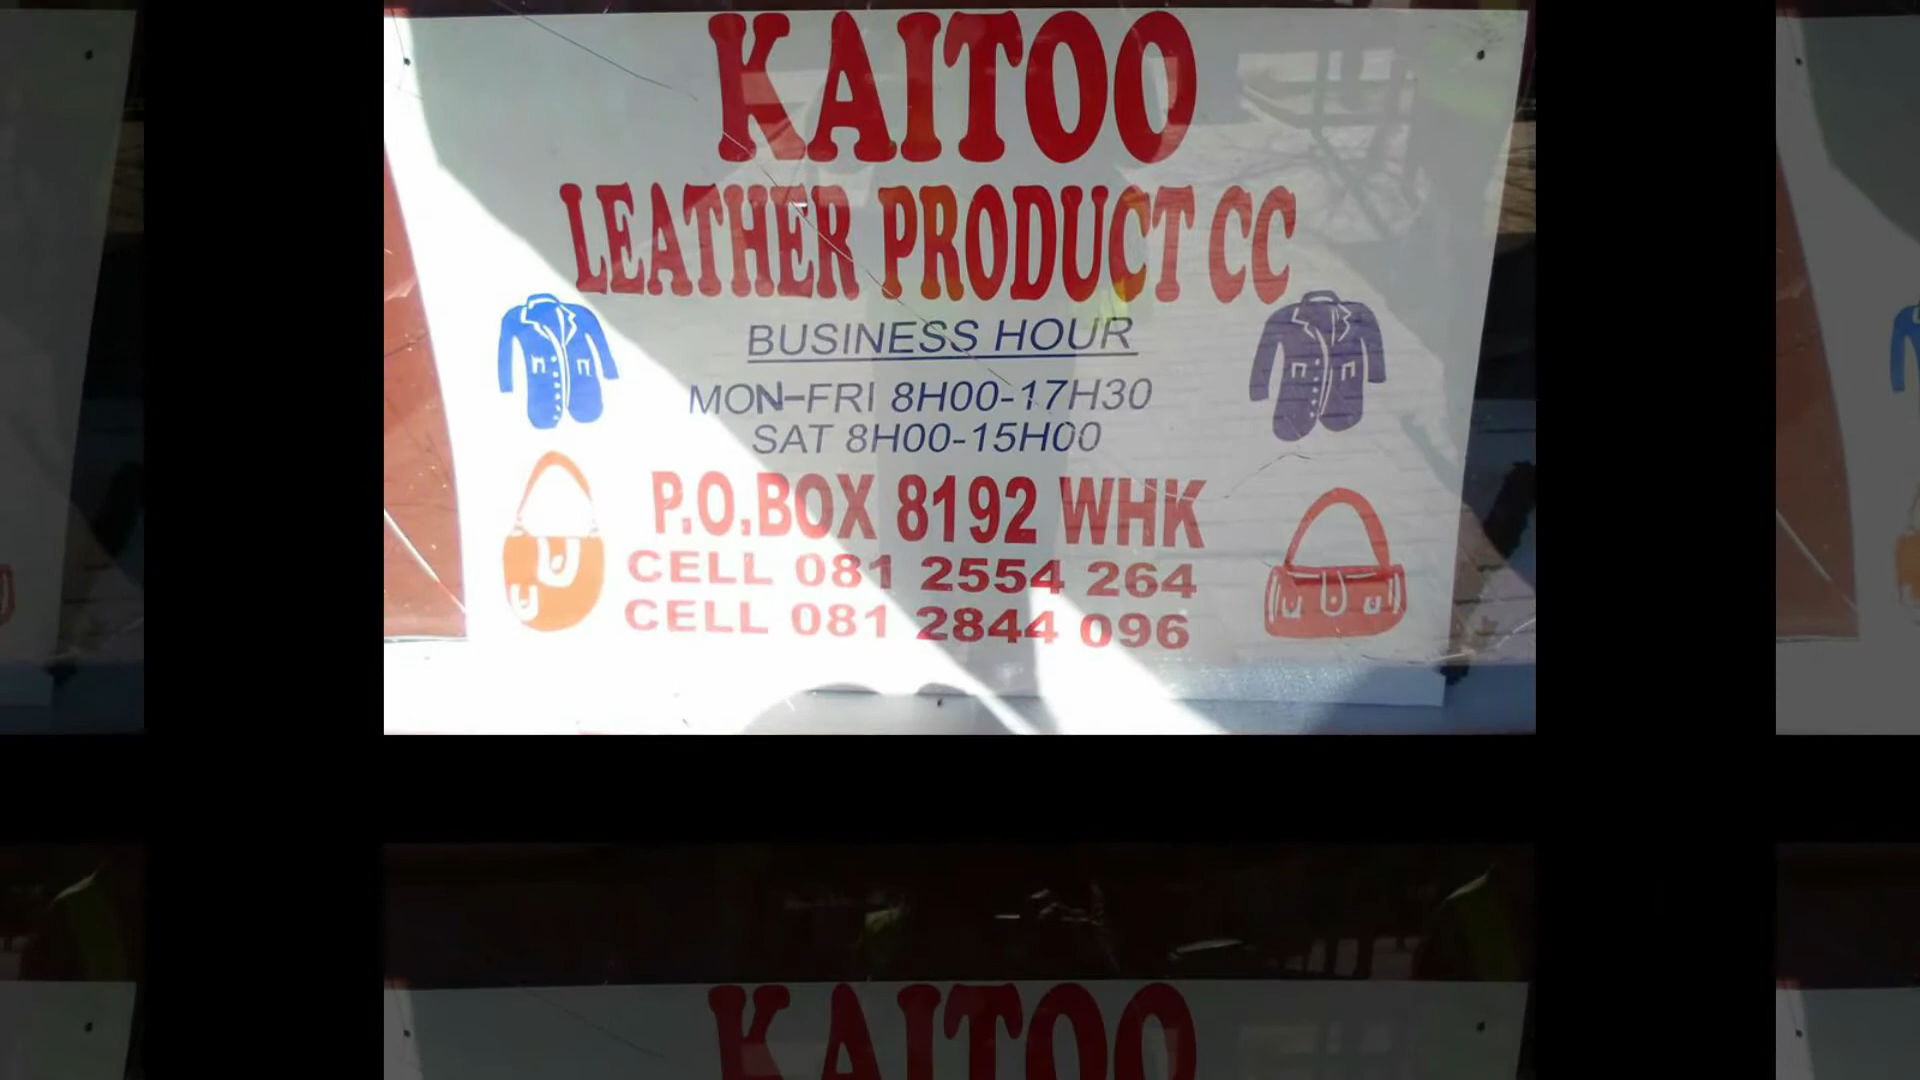 KAITOO
LEATHER PRODUCT CC
BUSINESS HOUR
MON-FRI 8H00-17H30
SAT 8H00-15H00
P.O.BOX 8192 WHK
CELL 081 2554 264
CELL 081 2844 096
KAITOO